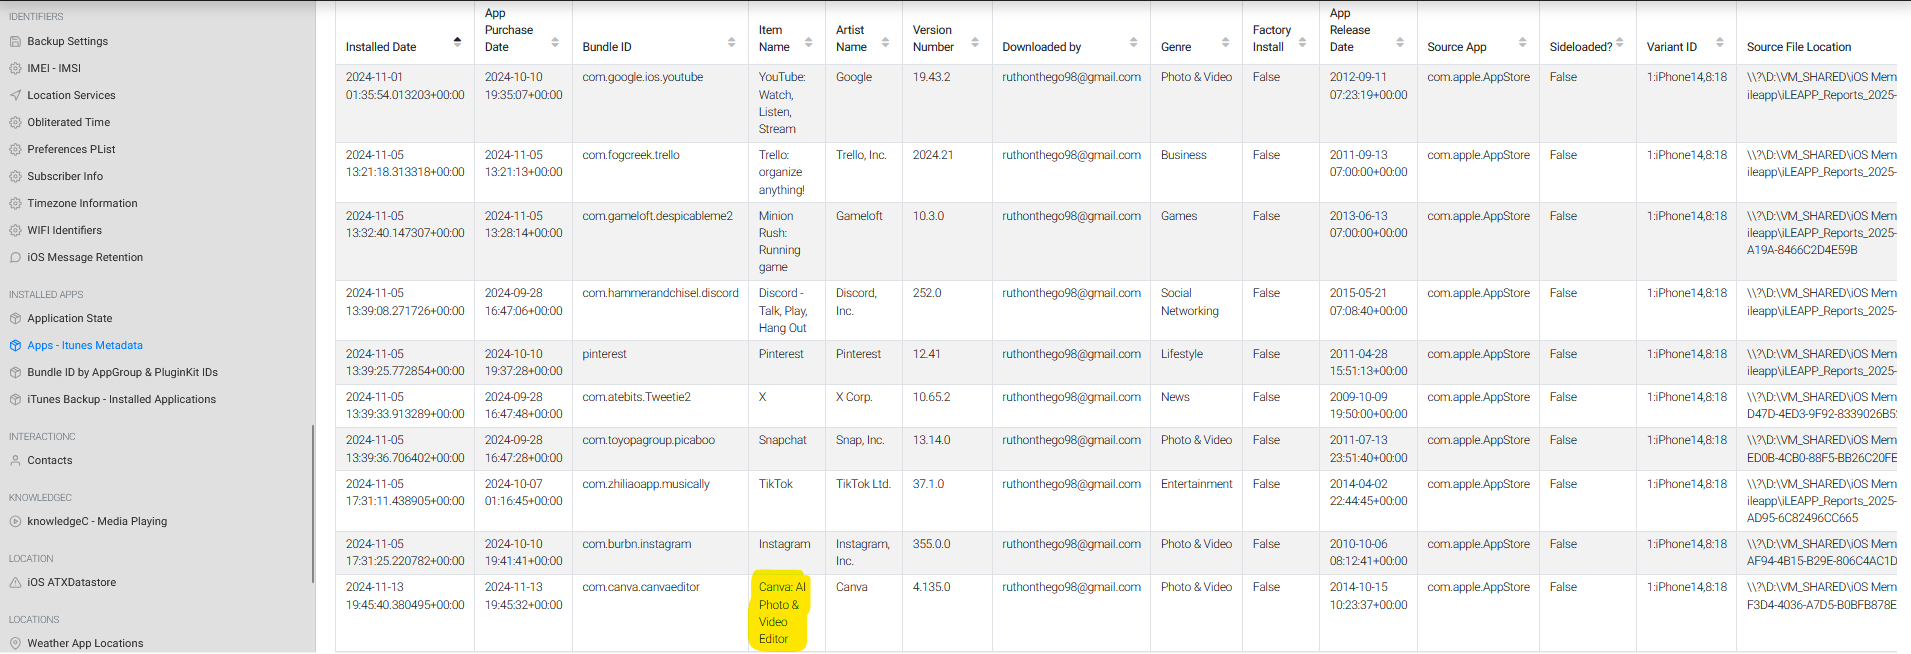 IDENTIFIERS
Backup Settings
IMEI - IMSI
Location Services
Obliterated Time
Preferences PList
Subscriber Info
Timezone Information
WIFI Identifiers
iOS Message Retention
INSTALLED APPS
Application State
Apps - Itunes Metadata
Bundle ID by AppGroup & PluginKit IDs
iTunes Backup - Installed Applications
INTERACTIONC
Contacts
KNOWLEDGEC
knowledgeC - Media Playing
LOCATION
iOS ATXDatastore
LOCATIONS
Weather App Locations
Installed Date
App
Purchase
Date
Bundle ID
Item
Name
Artist
Name
Version
Number
Downloaded by
Genre
Factory
Install
App
Release
Date
Source App
Sideloaded?
Variant ID
Source File Location
2024-11-01
01:35:54.013203+00:00
2024-10-10
19:35:07+00:00
com.google.ios.youtube
YouTube:
Watch,
Listen,
Stream
Google
19.43.2
ruthonthego98@gmail.com
Photo & Video
False
2012-09-11
07:23:19+00:00
com.apple.AppStore
False
1:iPhone14,8:18
\\?\D:\VM_SHARED\iOS Mem
ileapp\iLEAPP_Reports_2025-
2024-11-05
13:21:18.313318+00:00
2024-11-05
13:21:13+00:00
com.fogcreek.trello
Trello:
organize
anything!
Trello, Inc.
2024.21
ruthonthego98@gmail.com
Business
False
2011-09-13
07:00:00+00:00
com.apple.AppStore
False
1:iPhone14,8:18
\\?\D:\VM_SHARED\iOS Mem
ileapp\iLEAPP_Reports_2025-
2024-11-05
13:32:40.147307+00:00
2024-11-05
13:28:14+00:00
com.gameloft.despicableme2
Minion
Rush:
Running
game
Gameloft
10.3.0
ruthonthego98@gmail.com
Games
False
2013-06-13
07:00:00+00:00
com.apple.AppStore
False
1:iPhone14,8:18
\\?\D:\VM_SHARED\iOS Mem
ileapp\iLEAPP_Reports_2025-
A19A-8466C2D4E59B
2024-11-05
13:39:08.271726+00:00
2024-09-28
16:47:06+00:00
com.hammerandchisel.discord
Discord -
Talk, Play,
Hang Out
Discord,
Inc.
252.0
ruthonthego98@gmail.com
Social
Networking
False
2015-05-21
07:08:40+00:00
com.apple.AppStore
False
1:iPhone14,8:18
\\?\D:\VM_SHARED\iOS Mem
ileapp\iLEAPP_Reports_2025-
2024-11-05
13:39:25.772854+00:00
2024-10-10
19:37:28+00:00
pinterest
Pinterest
Pinterest
12.41
ruthonthego98@gmail.com
Lifestyle
False
2011-04-28
15:51:13+00:00
com.apple.AppStore
False
1:iPhone14,8:18
\\?\D:\VM_SHARED\iOS Mem
ileapp\iLEAPP_Reports_2025-
2024-11-05
13:39:33.913289+00:00
2024-09-28
16:47:48+00:00
com.atebits.Tweetie2
X
X Corp.
10.65.2
ruthonthego98@gmail.com
News
False
2009-10-09
19:50:00+00:00
com.apple.AppStore
False
1:iPhone14,8:18
\\?\D:\VM_SHARED\iOS Mem
D47D-4ED3-9F92-8339026B5
2024-11-05
13:39:36.706402+00:00
2024-09-28
16:47:28+00:00
com.toyopagroup.picaboo
Snapchat
Snap, Inc.
13.14.0
ruthonthego98@gmail.com
Photo & Video
False
2011-07-13
23:51:40+00:00
com.apple.AppStore
False
1:iPhone14,8:18
\\?\D:\VM_SHARED\iOS Mem
ED0B-4CB0-88F5-BB26C20FE
2024-11-05
17:31:11.438905+00:00
2024-10-07
01:16:45+00:00
com.zhiliaoapp.musically
TikTok
TikTok Ltd.
37.1.0
ruthonthego98@gmail.com
Entertainment
False
2014-04-02
22:44:45+00:00
com.apple.AppStore
False
1:iPhone14,8:18
\\?\D:\VM_SHARED\iOS Mem
ileapp\iLEAPP_Reports_2025-
AD95-6C82496CC665
2024-11-05
17:31:25.220782+00:00
2024-10-10
19:41:41+00:00
com.burbn.instagram
Instagram
Instagram,
Inc.
355.0.0
ruthonthego98@gmail.com
Photo & Video
False
2010-10-06
08:12:41+00:00
com.apple.AppStore
False
1:iPhone14,8:18
\\?\D:\VM_SHARED\iOS Mem
AF94-4B15-B29E-806C4AC1D
2024-11-13
19:45:40.380495+00:00
2024-11-13
19:45:32+00:00
com.canva.canvaeditor
Canva: AI
Photo &
Video
Editor
Canva
4.135.0
ruthonthego98@gmail.com
Photo & Video
False
2014-10-15
10:23:37+00:00
com.apple.AppStore
False
1:iPhone14,8:18
\\?\D:\VM_SHARED\iOS Mem
F3D4-4036-A7D5-B0BFB878E